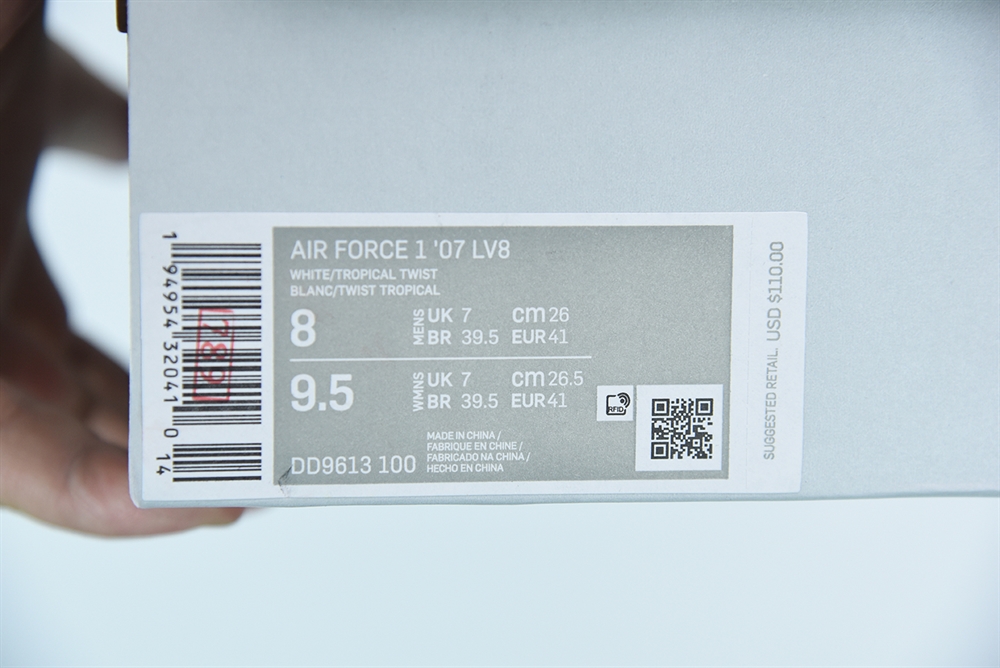 AIR FORCE 1 '07 LV8
WHITE/TROPICAL TWIST
BLANC/TWIST TROPICAL
8 MENS UK 7 cm 26
BR 39.5 EUR 41
9.5 WMNS UK 7 cm 26.5
BR 39.5 EUR 41
MADE IN CHINA /
FABRIQUE EN CHINE /
FABRICADO NA CHINA /
HECHO EN CHINA
DD9613 100
RFID
1 94954 32041 0 14
789
SUGGESTED RETAIL. USD $110.00